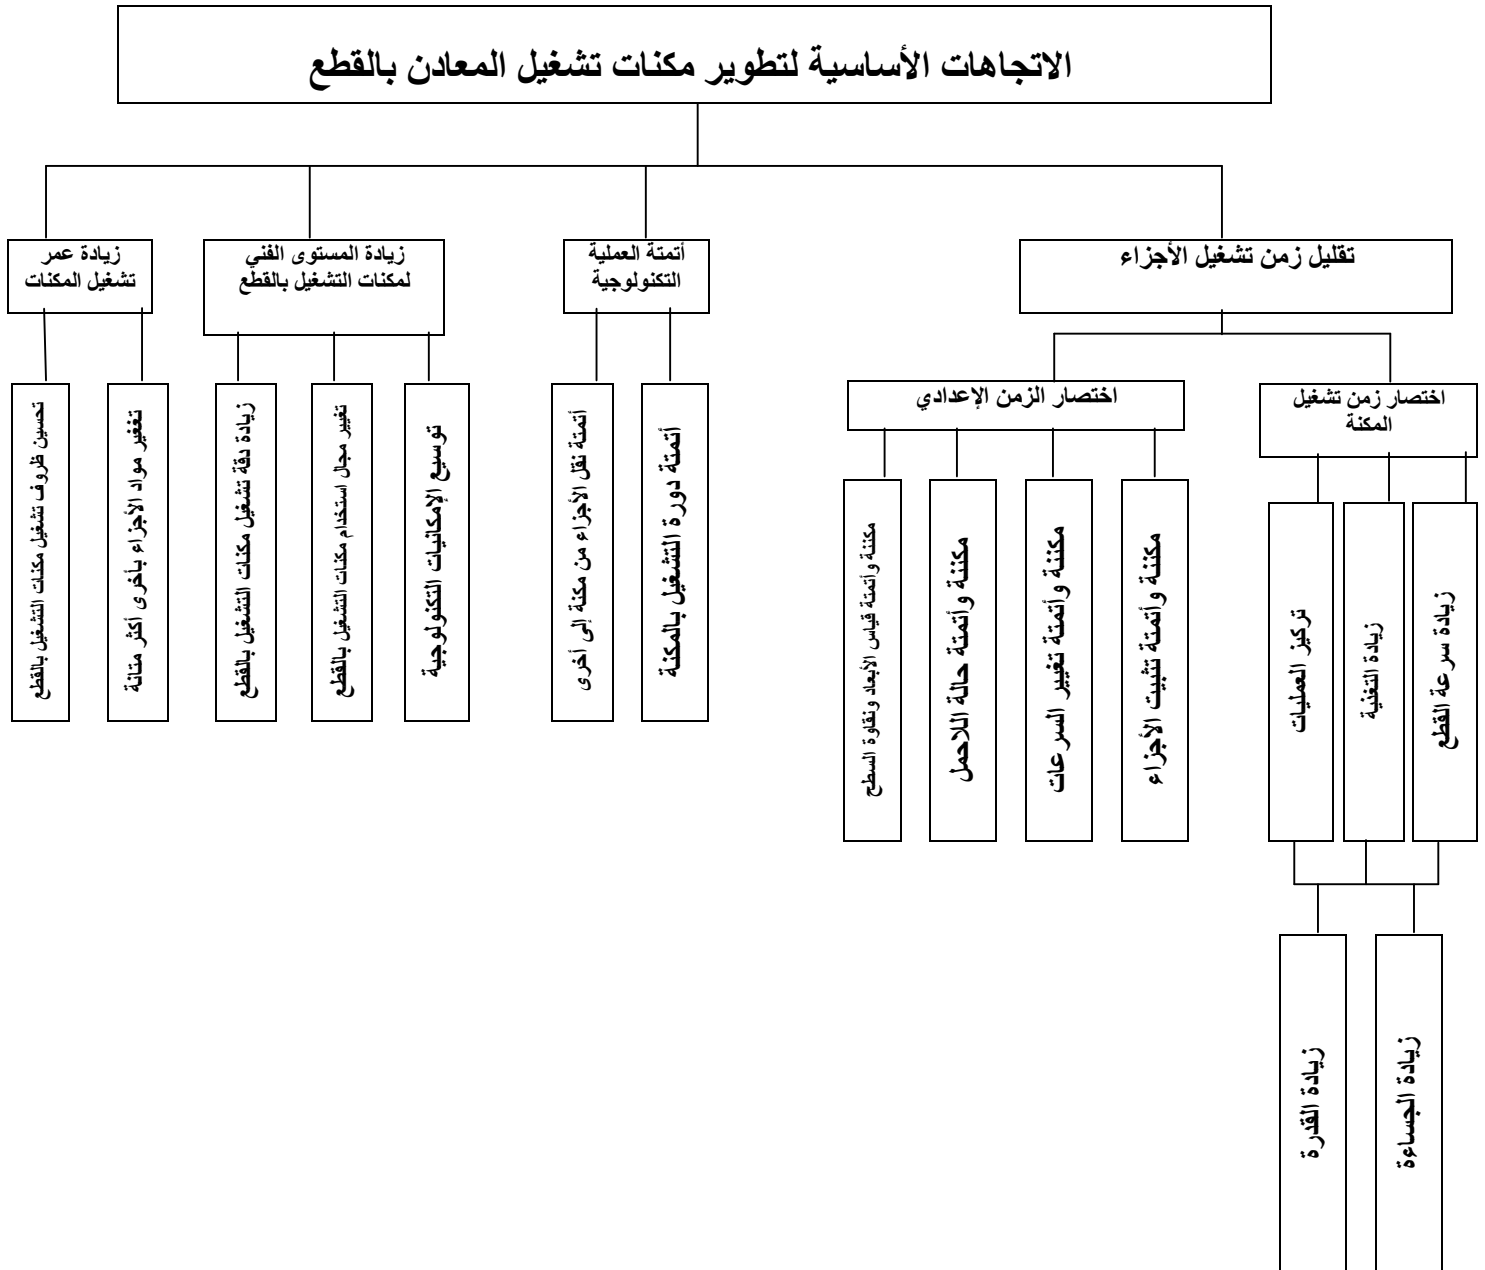 الاتجاهات الأساسية لتطوير مكنات تشغيل المعادن بالقطع
تقليل زمن تشغيل الأجزاء
أتمتة العملية
التكنولوجية
زيادة المستوى الفني
لمكنات التشغيل بالقطع
زيادة عمر
تشغيل المكنات
اختصار زمن تشغيل
المكنة
اختصار الزمن الإعدادي
زيادة سرعة القطع
زيادة التغذية
تركيز العمليات
مكننة وأتمتة تثبيت الأجزاء
مكننة وأتمتة تغيير السرعات
مكننة وأتمتة حالة اللاحمل
مكننة وأتمتة قياس الأبعاد ونقاوة السطح
أتمتة دورة التشغيل بالمكنة
أتمتة نقل الأجزاء من مكنة إلى أخرى
توسيع الإمكانيات التكنولوجية
تغيير مجال استخدام مكنات التشغيل بالقطع
زيادة دقة تشغيل مكنات التشغيل بالقطع
تغغير مواد الأجزاء بأخرى أكثر متانة
تحسين ظروف تشغيل مكنات التشغيل بالقطع
زيادة الجساءة
زيادة القدرة